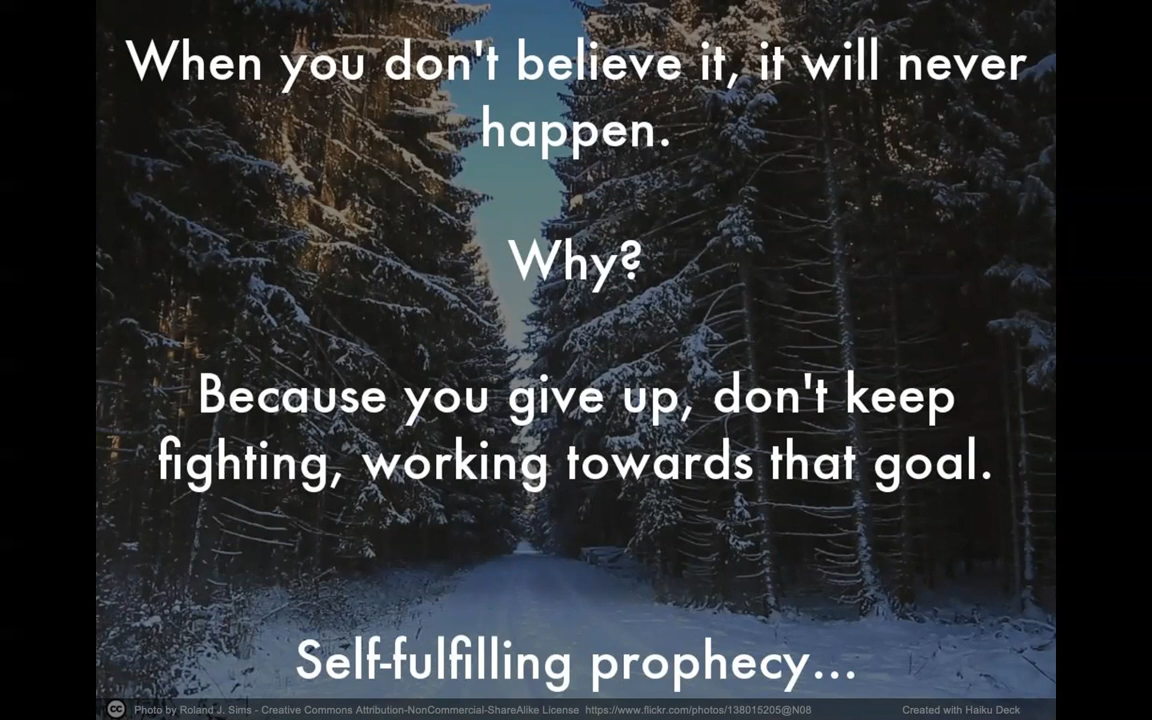 When you don't believe it, it will never
happen.
Why?
Because you give up, don't keep
fighting, working towards that goal.
Self-fulfilling prophecy...
cc Photo by Roland J. Sims - Creative Commons Attribution-NonCommercial-ShareAlike License https://www.flickr.com/photos/138015205@N08 Created with Haiku Deck